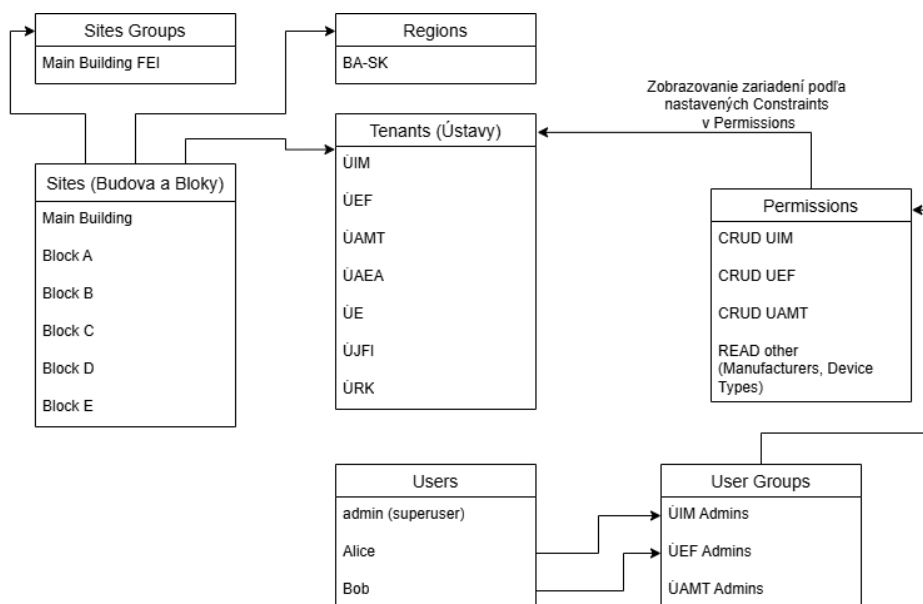 Sites Groups
Main Building FEI
Regions
BA-SK
Zobrazovanie zariadení podľa
nastavených Constraints
v Permissions
Tenants (Ústavy)
ÚIM
ÚEF
ÚAMT
ÚAEA
ÚE
ÚJFI
ÚRK
Sites (Budova a Bloky)
Main Building
Block A
Block B
Block C
Block D
Block E
Permissions
CRUD UIM
CRUD UEF
CRUD UAMT
READ other
(Manufacturers, Device
Types)
Users
admin (superuser)
Alice
Bob
User Groups
ÚIM Admins
ÚEF Admins
ÚAMT Admins